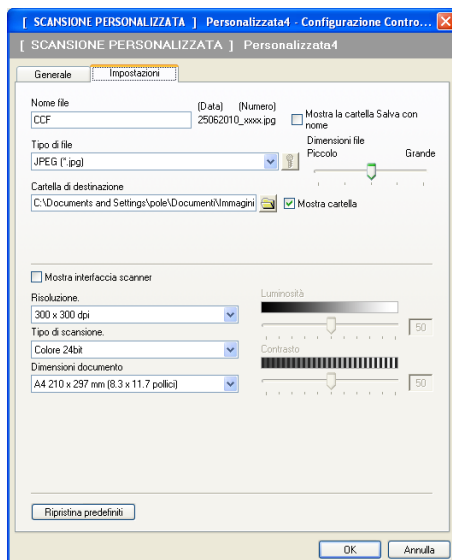 [ SCANSIONE PERSONALIZZATA ] Personalizzata4 - Configurazione Contro...
[ SCANSIONE PERSONALIZZATA ] Personalizzata4
Generale
Impostazioni
Nome file
(Data) (Numero)
CCF
25062010_xxxx.jpg
Mostra la cartella Salva con nome
Tipo di file
JPEG (*.jpg)
Dimensioni file
Piccolo Grande
Cartella di destinazione
C:\Documents and Settings\pole\Documenti\Immagini
Mostra cartella
Mostra interfaccia scanner
Risoluzione.
300 x 300 dpi
Tipo di scansione.
Colore 24bit
Dimensioni documento
A4 210 x 297 mm (8.3 x 11.7 pollici)
Luminosità
50
Contrasto
50
Ripristina predefiniti
OK
Annulla